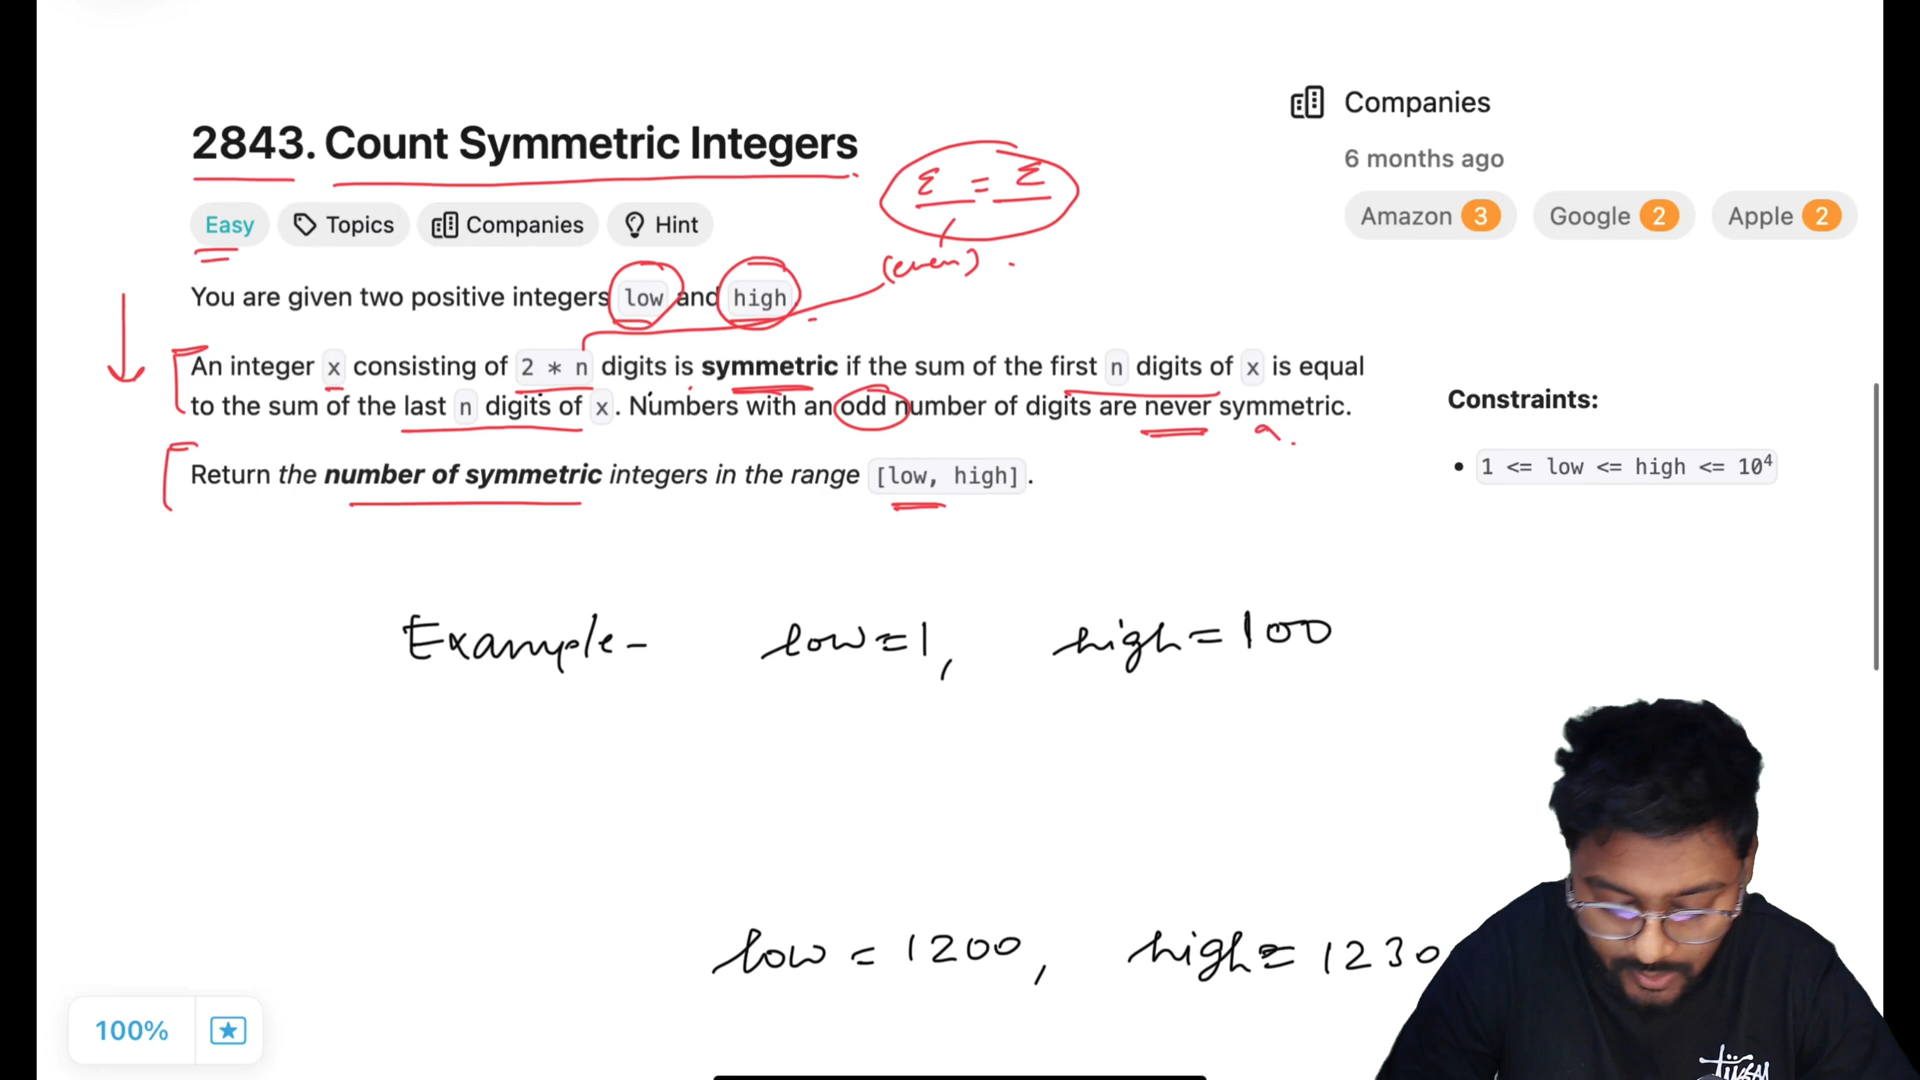 2843. Count Symmetric Integers
Σ = Σ
(even)
Easy Topics Companies Hint
You are given two positive integers low and high
An integer x consisting of 2 * n digits is symmetric if the sum of the first n digits of x is equal
to the sum of the last n digits of x. Numbers with an odd number of digits are never symmetric.
Return the number of symmetric integers in the range [low, high].
Companies
6 months ago
Amazon 3 Google 2 Apple 2
Constraints:
• 1 <= low <= high <= 10⁴
Example- low=1, high=100
low = 1200, high= 1230
100%